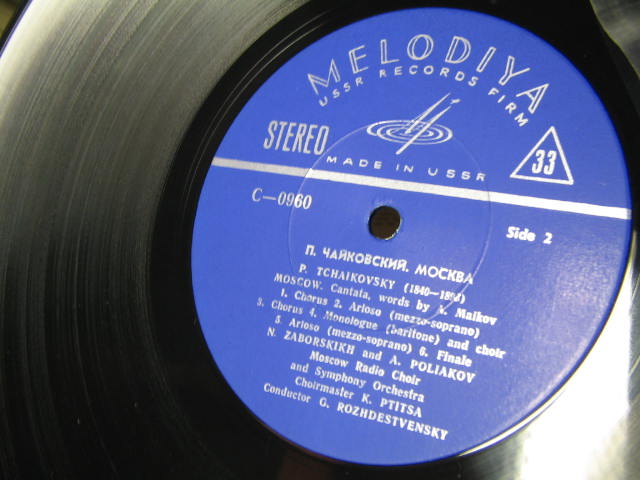 MELODIYA
USSR RECORDS FIRM
STEREO
33
MADE IN USSR
C—0960
Side 2
П. ЧАЙКОВСКИЙ. МОСКВА
P. TCHAIKOVSKY (1840—1893)
MOSCOW. Cantata, words by A. Maikov
1. Chorus 2. Arioso (mezzo-soprano)
3. Chorus 4. Monologue (baritone) and choir
5 Arioso (mezzo-soprano) 6. Finale
N. ZABORSKIKH and A. POLIAKOV
Moscow Radio Choir
and Symphony Orchestra
Choirmaster K. PTITSA
Conductor G. ROZHDESTVENSKY